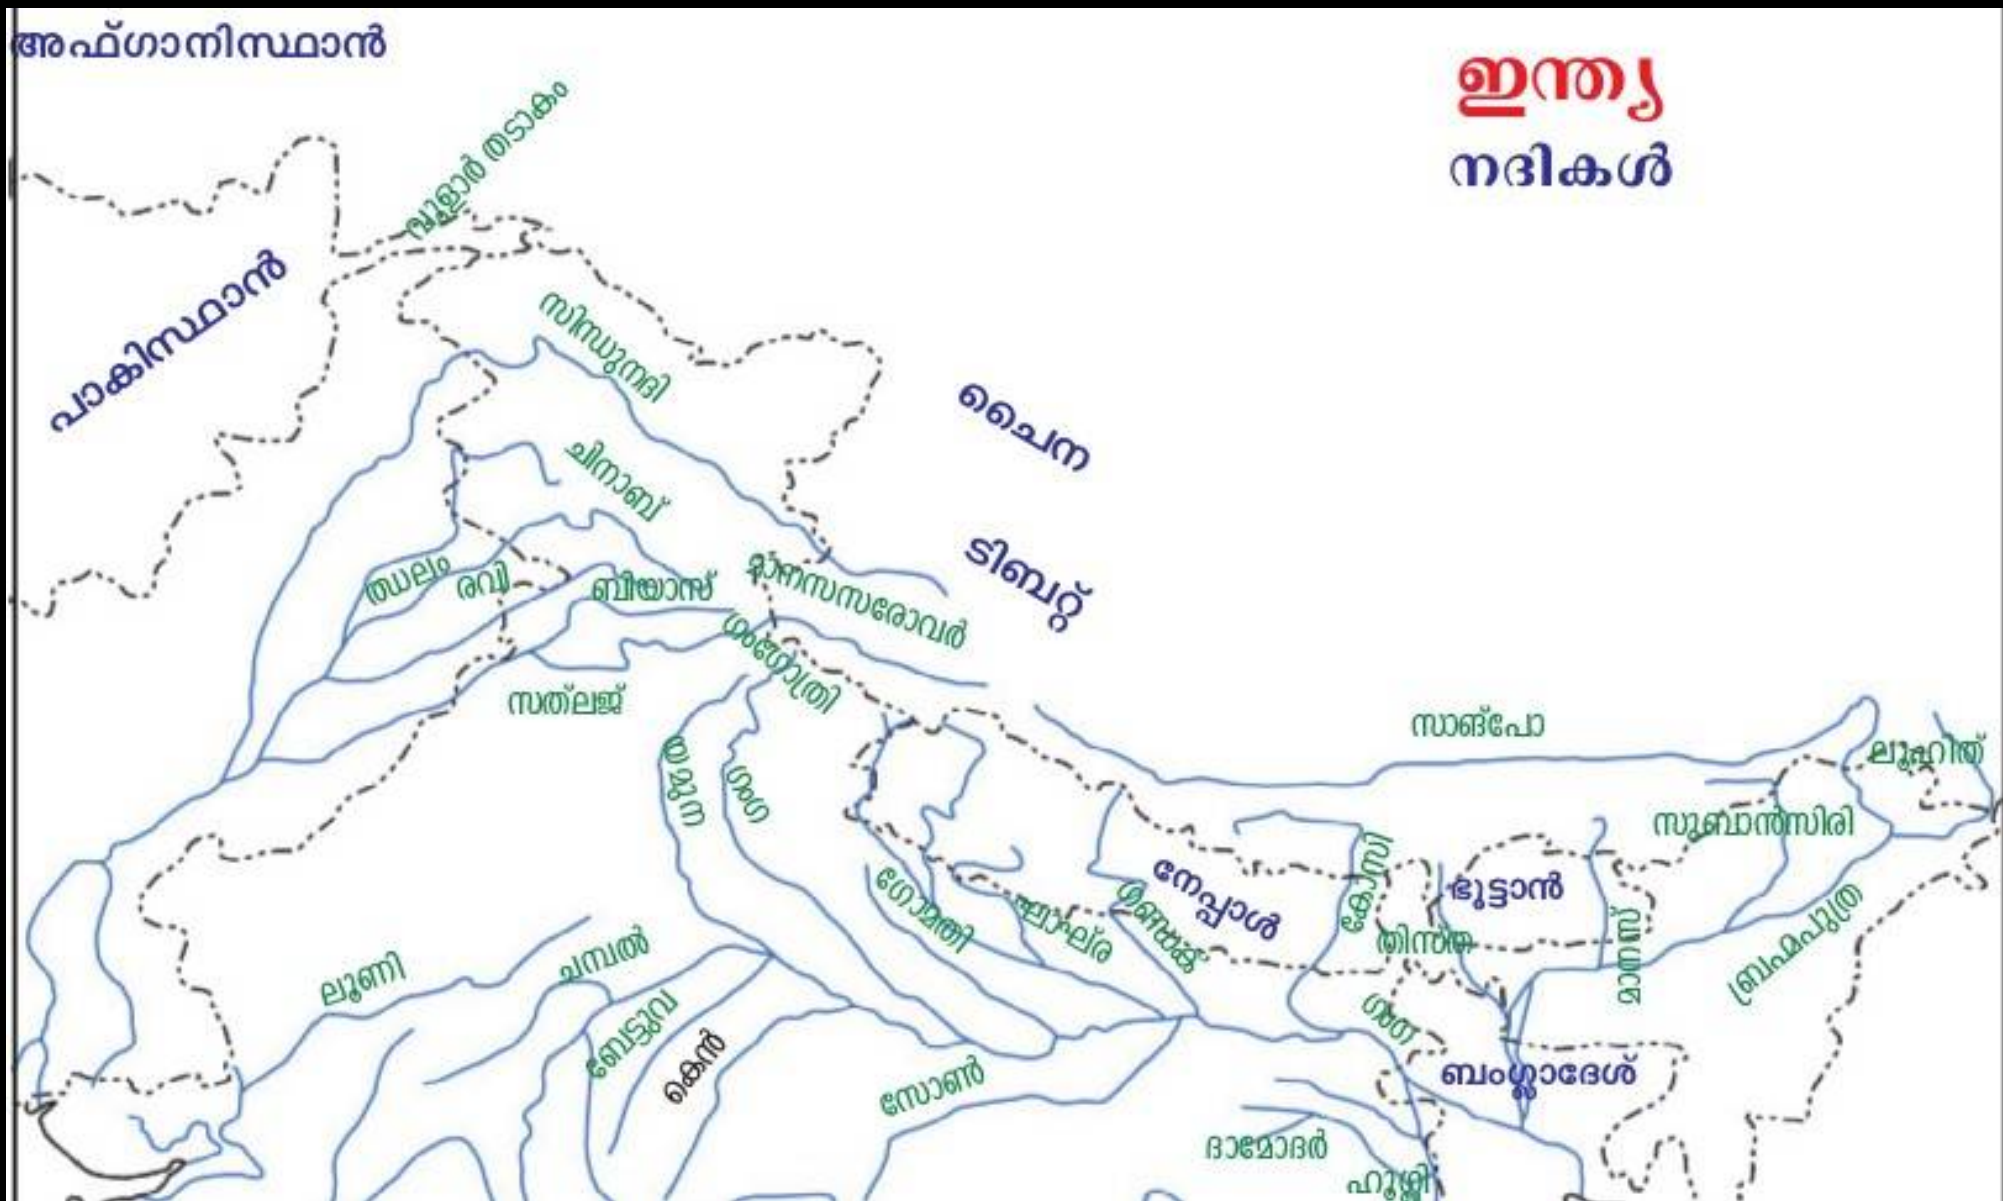 അഫ്ഗാനിസ്ഥാൻ
ഇന്ത്യ
നദികൾ
വൂളാർ തടാകം
പാകിസ്ഥാൻ
സിന്ധുനദി
ചൈന
ചിനാബ്
ടിബറ്റ്
ഝലം
രവി
ബീയാസ്
മാനസസരോവർ
ഗംഗോത്രി
സത്‌ലജ്
സാങ്പോ
ലൂഹിത്
യമുന
ഗംഗ
സുബാൻസിരി
കോസി
നേപ്പാൾ
ഭൂട്ടാൻ
ഗോമതി
ഘാഘ്ര
ഗണ്ഡക്
തിസ്ത
മാനസ്
ബ്രഹ്മപുത്ര
ലൂണി
ചമ്പൽ
ബേട്ടുവ
കെൻ
ഗംഗ
സോൺ
ബംഗ്ലാദേശ്
ദാമോദർ
ഹൂഗ്ലി